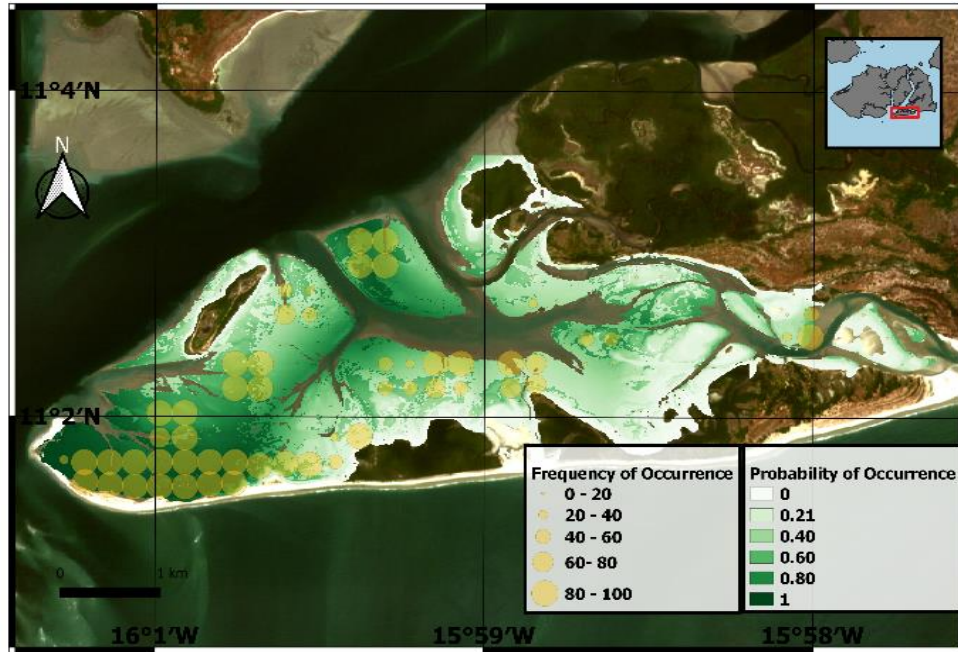 11°4′N
N
11°2′N
Frequency of Occurrence
0 - 20
20 - 40
40 - 60
60- 80
80 - 100
Probability of Occurrence
0
0.21
0.40
0.60
0.80
1
0 1 km
16°1′W
15°59′W
15°58′W